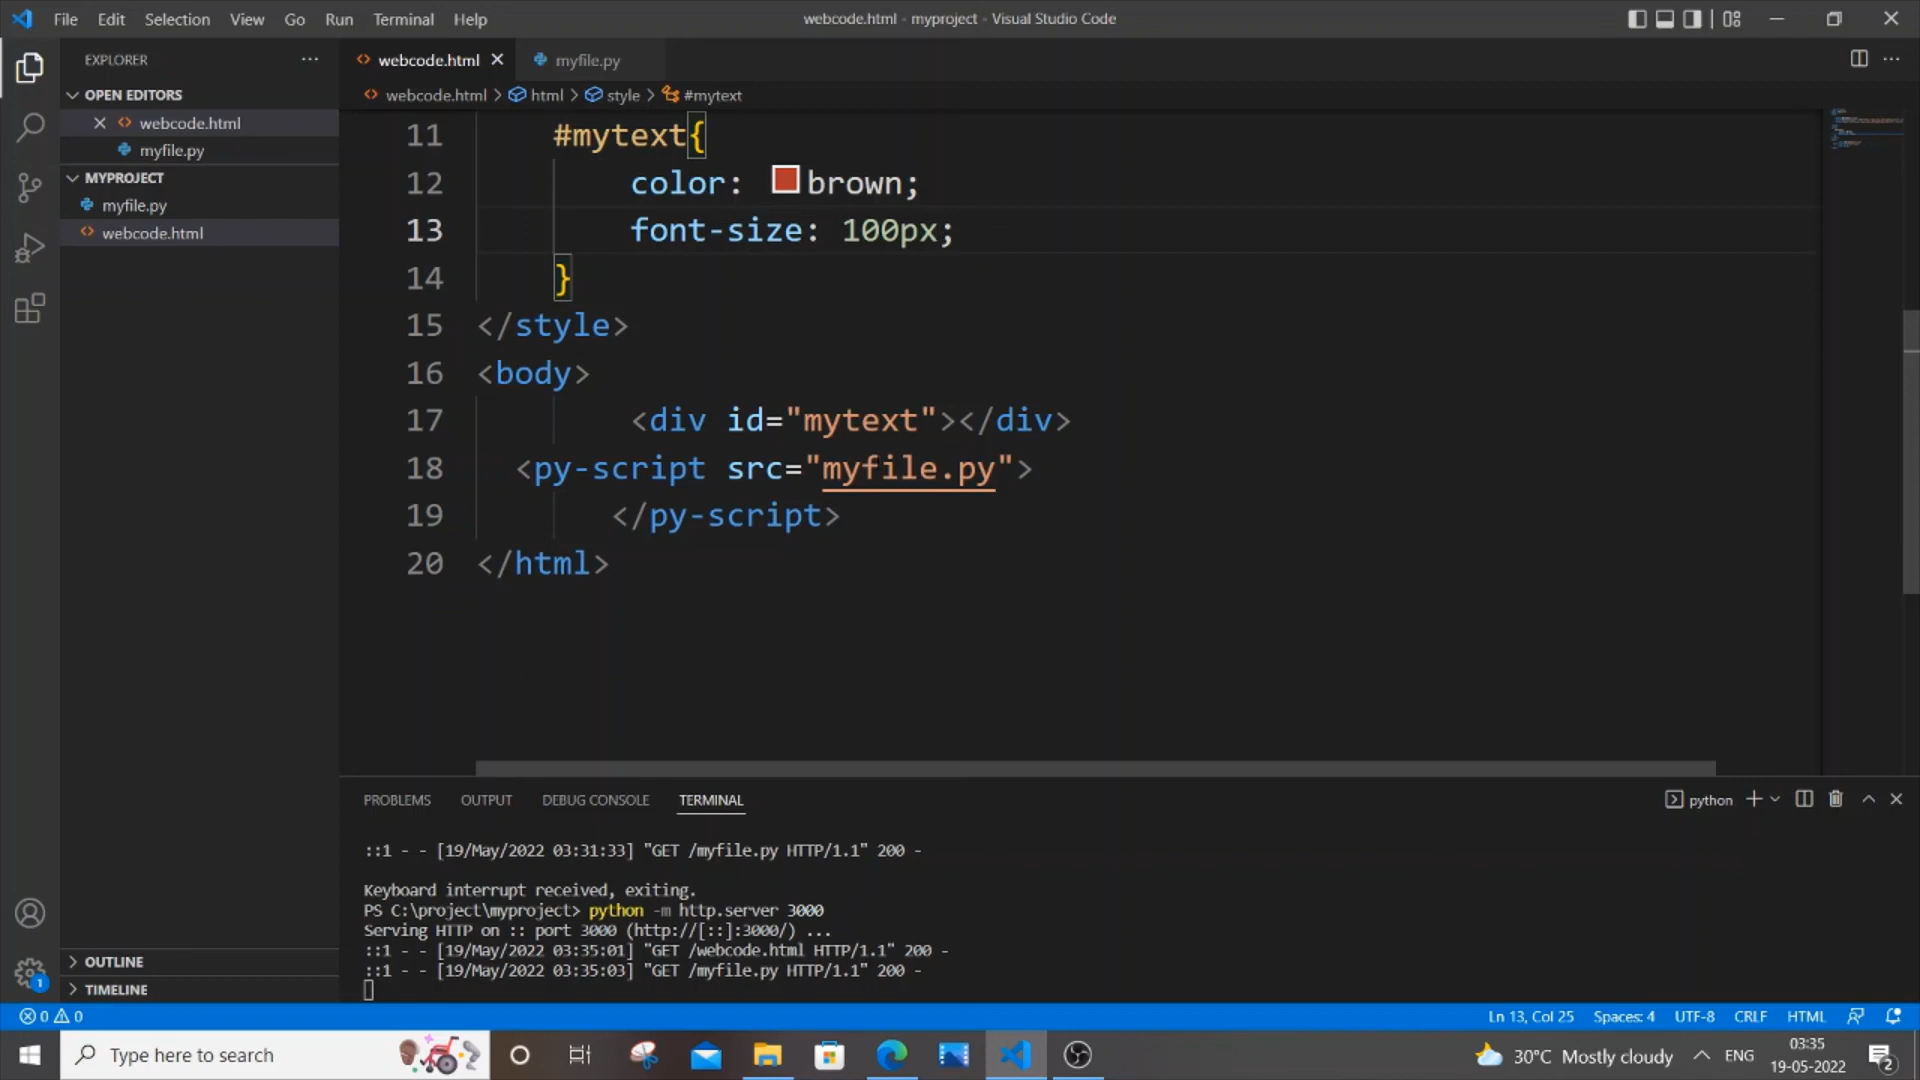 File Edit Selection View Go Run Terminal Help
webcode.html - myproject - Visual Studio Code
EXPLORER
OPEN EDITORS
webcode.html
myfile.py
MYPROJECT
myfile.py
webcode.html
OUTLINE
TIMELINE
webcode.html myfile.py
webcode.html > html > style > #mytext
11 #mytext{
12 color: brown;
13 font-size: 100px;
14 }
15 </style>
16 <body>
17 <div id="mytext"></div>
18 <py-script src="myfile.py">
19 </py-script>
20 </html>
PROBLEMS OUTPUT DEBUG CONSOLE TERMINAL
python
::1 - - [19/May/2022 03:31:33] "GET /myfile.py HTTP/1.1" 200 -
Keyboard interrupt received, exiting.
PS C:\project\myproject> python -m http.server 3000
Serving HTTP on :: port 3000 (http://[::]:3000/) ...
::1 - - [19/May/2022 03:35:01] "GET /webcode.html HTTP/1.1" 200 -
::1 - - [19/May/2022 03:35:03] "GET /myfile.py HTTP/1.1" 200 -
1
0 0
Ln 13, Col 25 Spaces: 4 UTF-8 CRLF HTML
Type here to search
30°C Mostly cloudy
ENG
03:35
19-05-2022
2